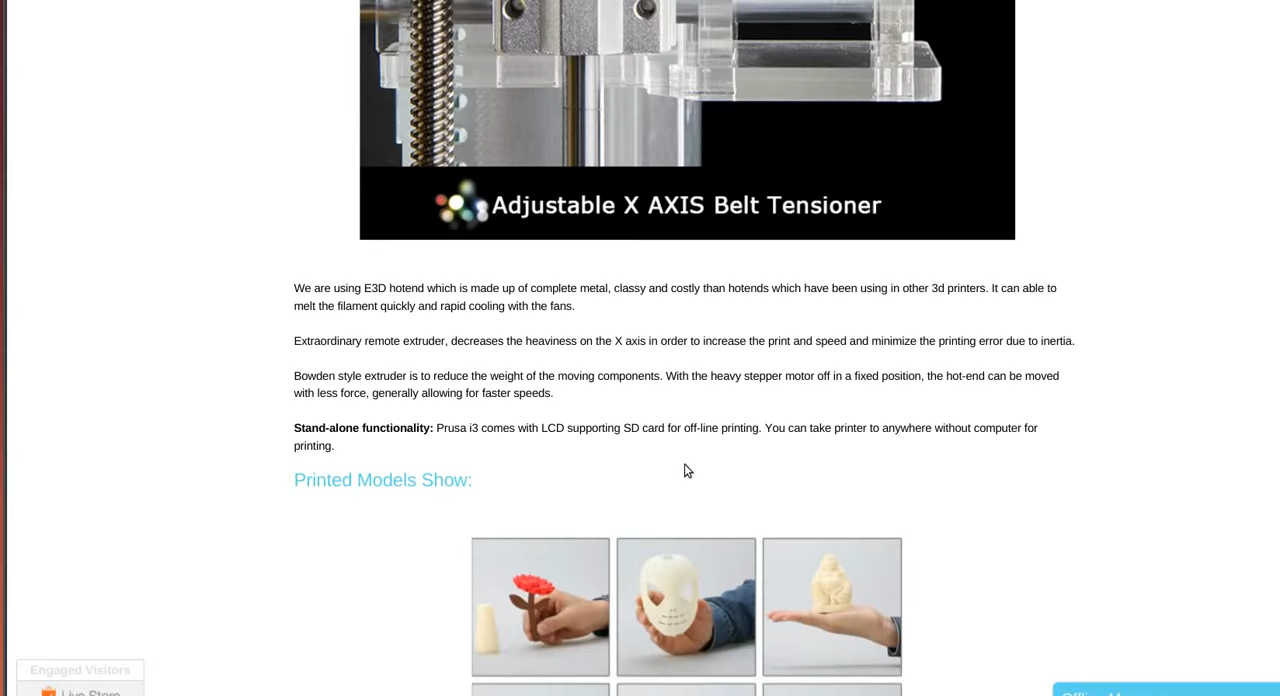 Adjustable X AXIS Belt Tensioner
We are using E3D hotend which is made up of complete metal, classy and costly than hotends which have been using in other 3d printers. It can able to
melt the filament quickly and rapid cooling with the fans.
Extraordinary remote extruder, decreases the heaviness on the X axis in order to increase the print and speed and minimize the printing error due to inertia.
Bowden style extruder is to reduce the weight of the moving components. With the heavy stepper motor off in a fixed position, the hot-end can be moved
with less force, generally allowing for faster speeds.
Stand-alone functionality: Prusa i3 comes with LCD supporting SD card for off-line printing. You can take printer to anywhere without computer for
printing.
Printed Models Show:
Engaged Visitors
Live Store